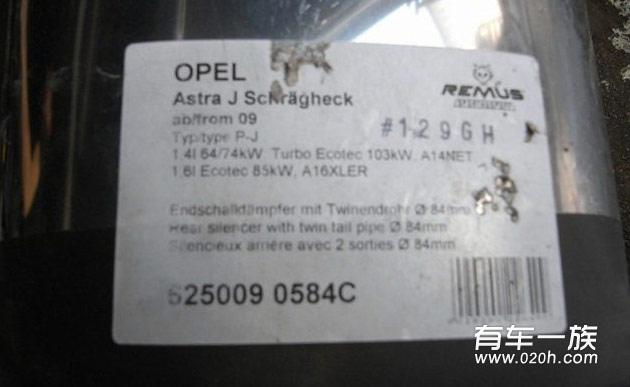 OPEL
Astra J Schrägheck
ab/from 09
Typ/type P-J
1.4l 64/74kW, Turbo Ecotec 103kW, A14NET
1.6l Ecotec 85kW, A16XLER
REMUS
#129GH
Endschalldämpfer mit Twinendrohr Ø 84mm
Rear silencer with twin tail pipe Ø 84mm
Silencieux arrière avec 2 sorties Ø 84mm
525009 0584C
有车一族
www.020h.com